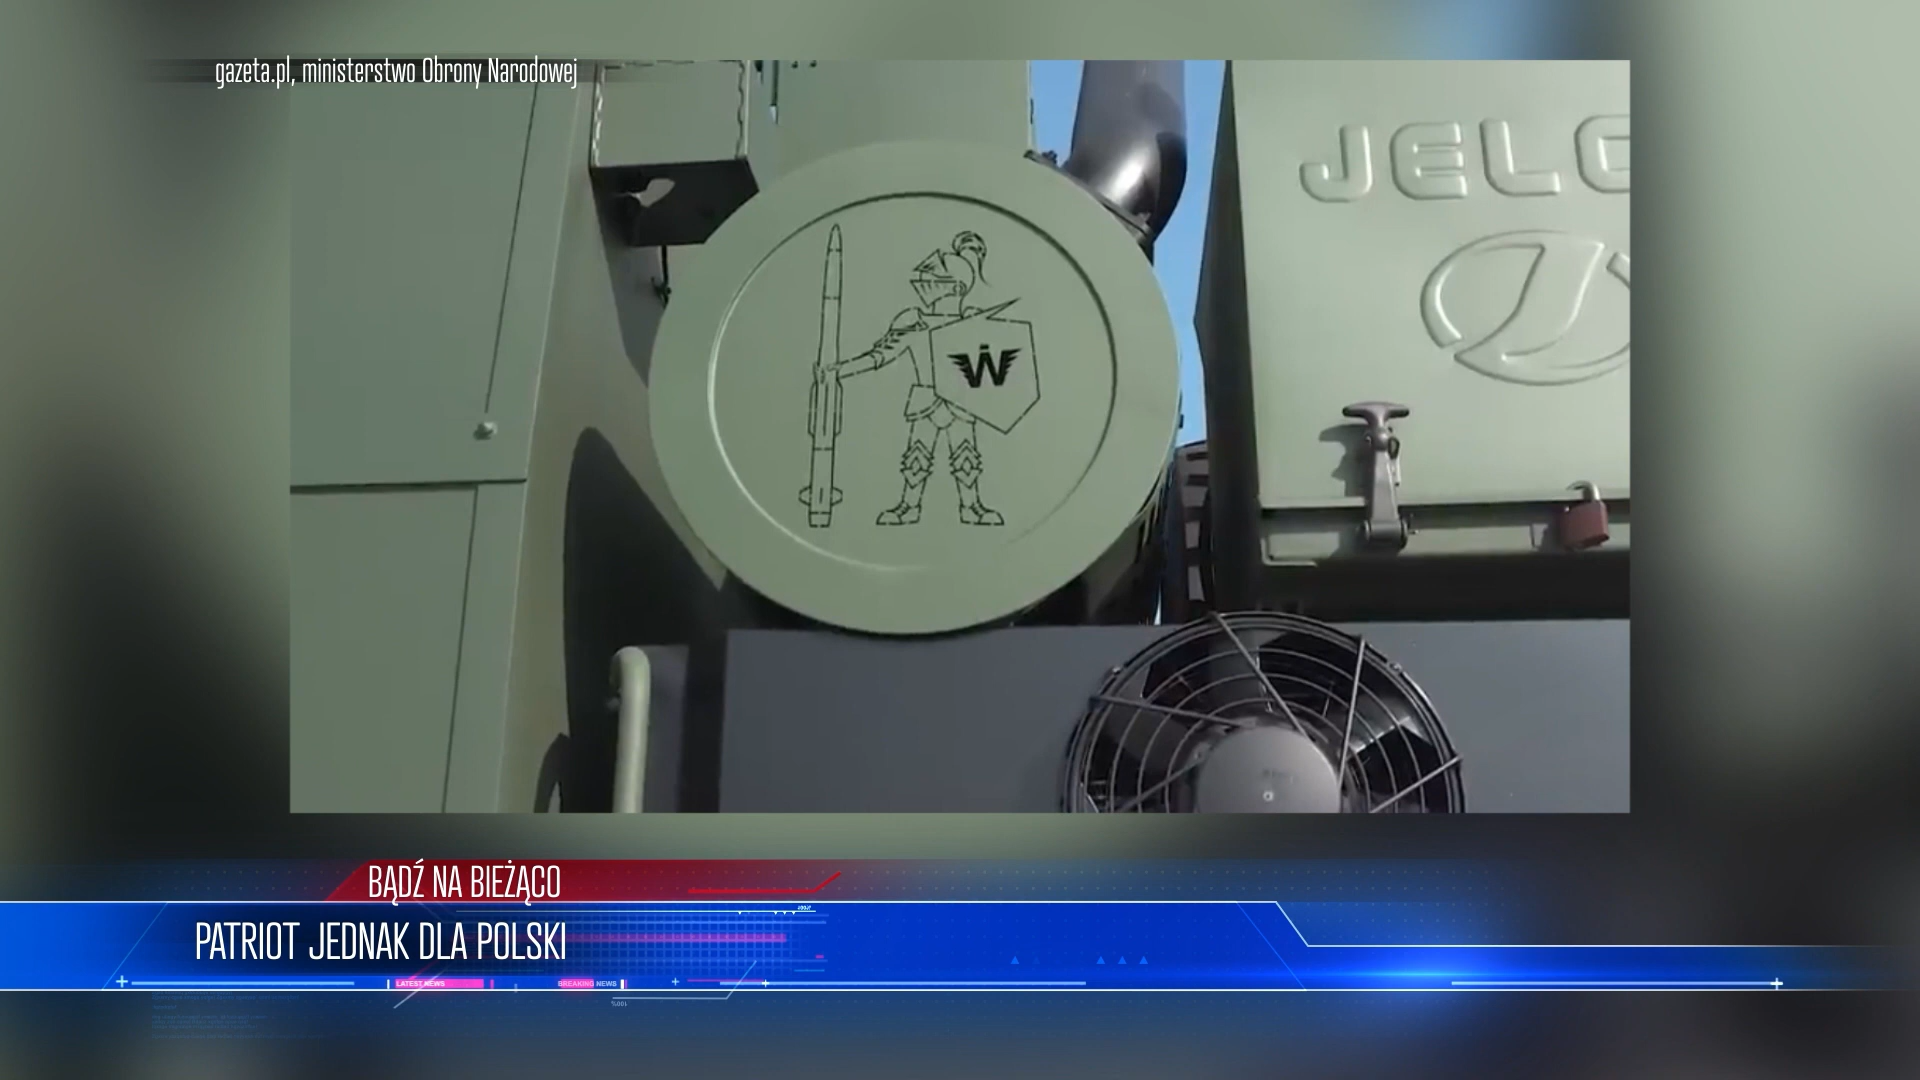 gazeta.pl, ministerstwo Obrony Narodowej
JELC
W
BĄDŹ NA BIEŻĄCO
PATRIOT JEDNAK DLA POLSKI
LATEST NEWS
BREAKING NEWS